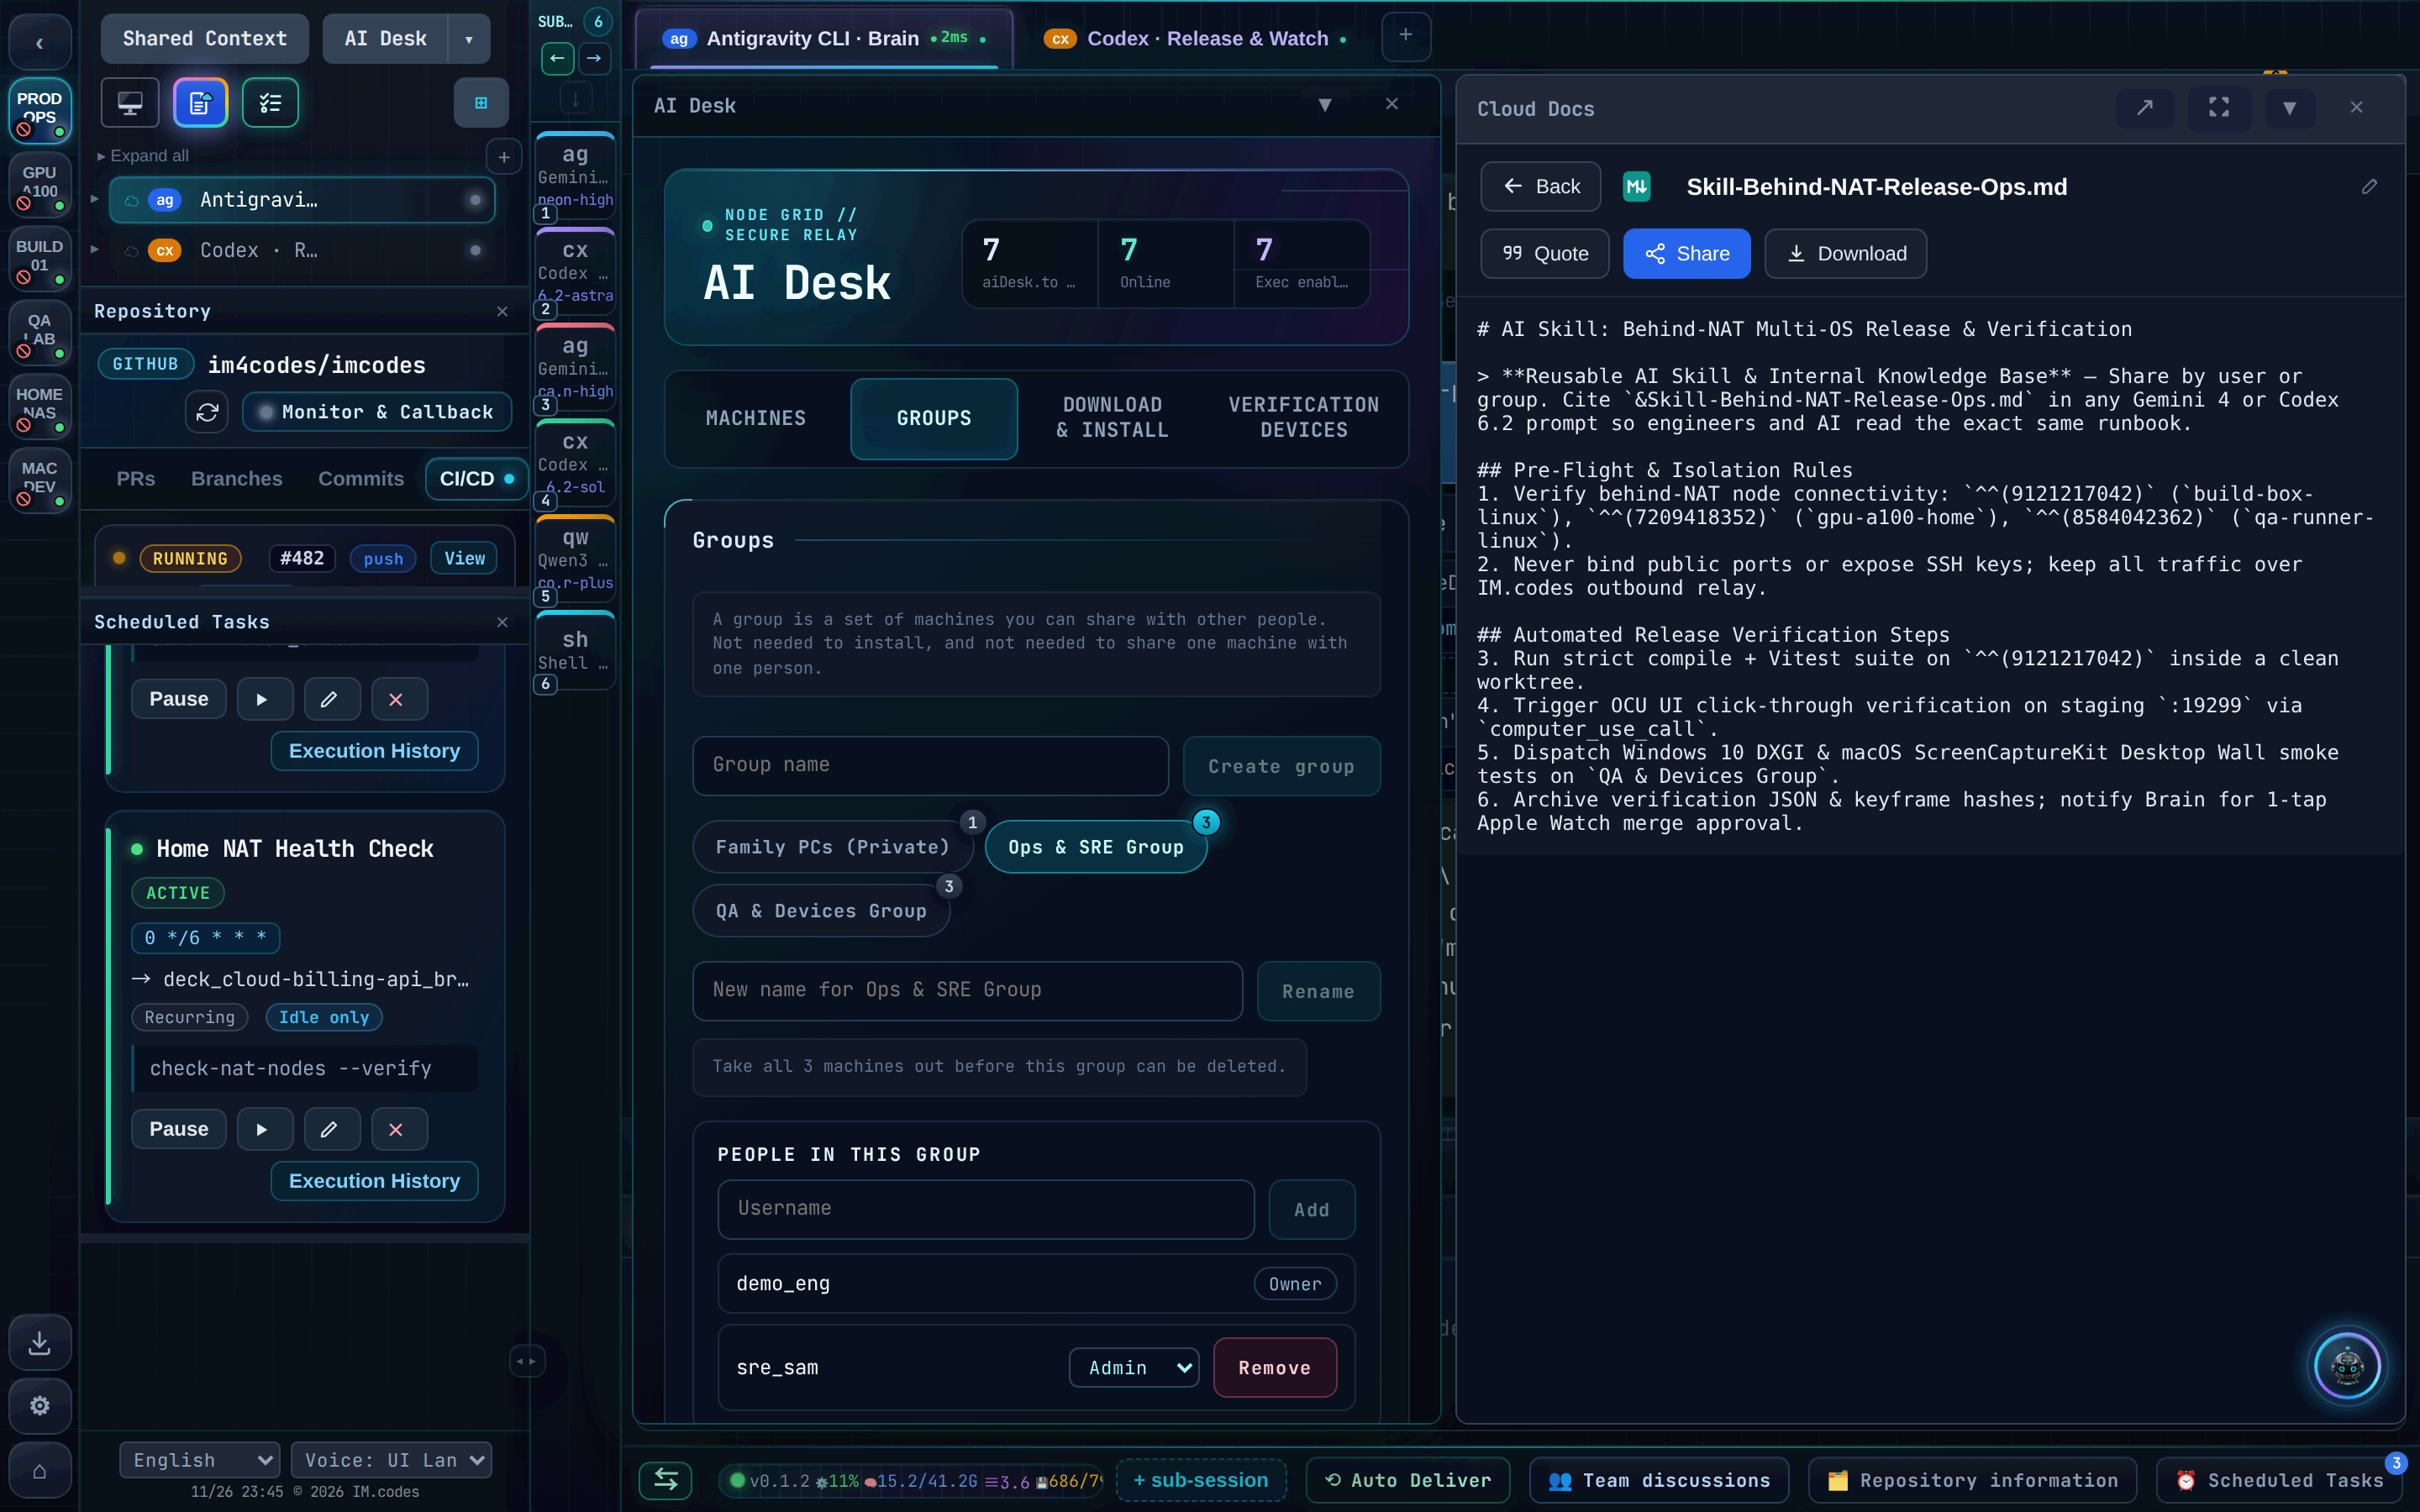 ‹
PROD
OPS
GPU
A100
BUILD
01
QA
LAB
HOME
NAS
MAC
DEV
Shared Context
AI Desk
▾
▸ Expand all
+
ag Antigravi…
cx Codex · R…
Repository
×
GITHUB im4codes/imcodes
Monitor & Callback
PRs Branches Commits CI/CD
RUNNING #482 push View
Scheduled Tasks
×
Pause
Execution History
Home NAT Health Check
ACTIVE
0 */6 * * *
→ deck_cloud-billing-api_br…
Recurring Idle only
check-nat-nodes --verify
Pause
Execution History
English Voice: UI Lan
11/26 23:45 © 2026 IM.codes
SUB… 6
← →
↓
ag
Gemini…
neon-high
1
cx
Codex …
6.2-astra
2
ag
Gemini…
ca.n-high
3
cx
Codex …
6.2-sol
4
qw
Qwen3 …
co.r-plus
5
sh
Shell …
6
ag Antigravity CLI · Brain 2ms
cx Codex · Release & Watch
+
AI Desk
▼ ×
NODE GRID //
SECURE RELAY
AI Desk
7
aiDesk.to …
7
Online
7
Exec enabl…
MACHINES
GROUPS
DOWNLOAD
& INSTALL
VERIFICATION
DEVICES
Groups
A group is a set of machines you can share with other people.
Not needed to install, and not needed to share one machine with
one person.
Group name
Create group
Family PCs (Private) 1
Ops & SRE Group 3
QA & Devices Group 3
New name for Ops & SRE Group
Rename
Take all 3 machines out before this group can be deleted.
PEOPLE IN THIS GROUP
Username
Add
demo_eng
Owner
sre_sam
Admin
Remove
Cloud Docs
▼ ×
← Back
M↓ Skill-Behind-NAT-Release-Ops.md
Quote
Share
Download
# AI Skill: Behind-NAT Multi-OS Release & Verification
> **Reusable AI Skill & Internal Knowledge Base** — Share by user or
group. Cite `&Skill-Behind-NAT-Release-Ops.md` in any Gemini 4 or Codex
6.2 prompt so engineers and AI read the exact same runbook.
## Pre-Flight & Isolation Rules
1. Verify behind-NAT node connectivity: `^^(9121217042)` (`build-box-
linux`), `^^(7209418352)` (`gpu-a100-home`), `^^(8584042362)` (`qa-runner-
linux`).
2. Never bind public ports or expose SSH keys; keep all traffic over
IM.codes outbound relay.
## Automated Release Verification Steps
3. Run strict compile + Vitest suite on `^^(9121217042)` inside a clean
worktree.
4. Trigger OCU UI click-through verification on staging `:19299` via
`computer_use_call`.
5. Dispatch Windows 10 DXGI & macOS ScreenCaptureKit Desktop Wall smoke
tests on `QA & Devices Group`.
6. Archive verification JSON & keyframe hashes; notify Brain for 1-tap
Apple Watch merge approval.
v0.1.2 11% 15.2/41.2G 3.6 686/79
+ sub-session
Auto Deliver
Team discussions
Repository information
Scheduled Tasks
3